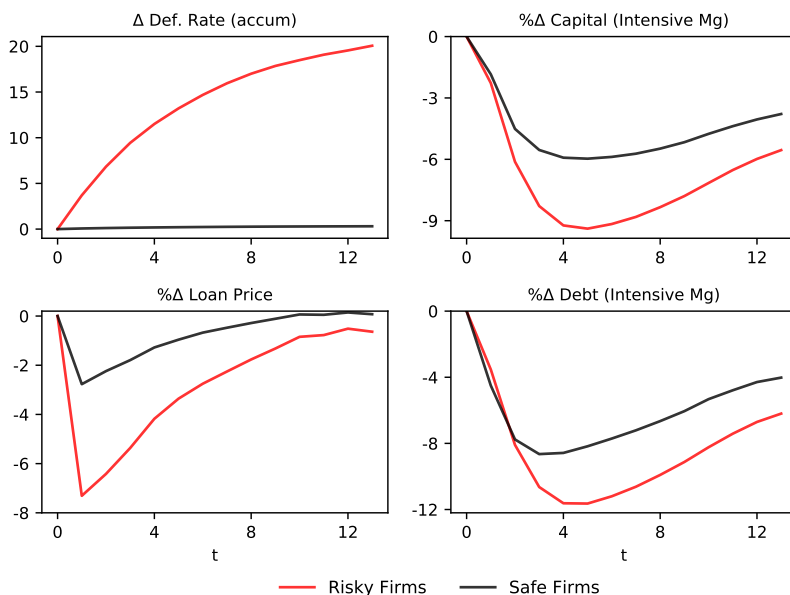 Δ Def. Rate (accum)
20
15
10
5
0
0 4 8 12
%Δ Capital (Intensive Mg)
0
-3
-6
-9
0 4 8 12
%Δ Loan Price
0
-2
-4
-6
-8
0 4 8 12
t
%Δ Debt (Intensive Mg)
0
-4
-8
-12
0 4 8 12
t
Risky Firms Safe Firms